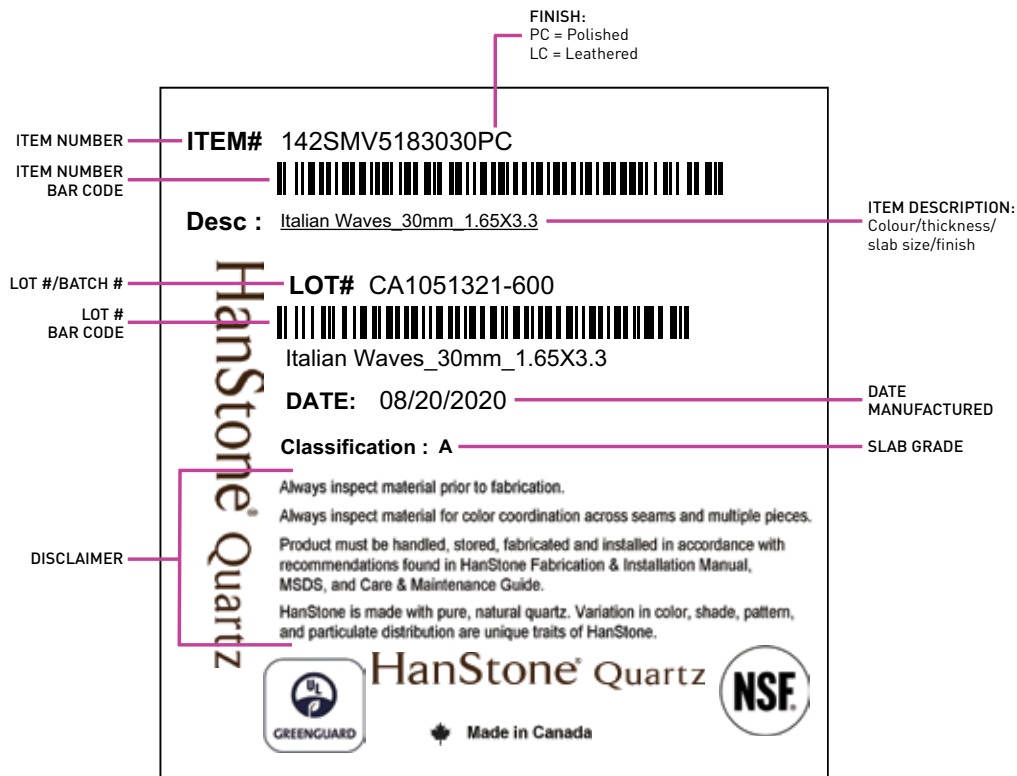 FINISH:
PC = Polished
LC = Leathered
ITEM NUMBER
ITEM# 142SMV5183030PC
ITEM NUMBER
BAR CODE
Desc : Italian Waves_30mm_1.65X3.3
ITEM DESCRIPTION:
Colour/thickness/
slab size/finish
LOT #/BATCH #
LOT# CA1051321-600
LOT #
BAR CODE
Italian Waves_30mm_1.65X3.3
DATE: 08/20/2020
DATE
MANUFACTURED
Classification : A
SLAB GRADE
HanStone® Quartz
DISCLAIMER
Always inspect material prior to fabrication.
Always inspect material for color coordination across seams and multiple pieces.
Product must be handled, stored, fabricated and installed in accordance with
recommendations found in HanStone Fabrication & Installation Manual,
MSDS, and Care & Maintenance Guide.
HanStone is made with pure, natural quartz. Variation in color, shade, pattern,
and particulate distribution are unique traits of HanStone.
UL
GREENGUARD
HanStone® Quartz
NSF®
Made in Canada